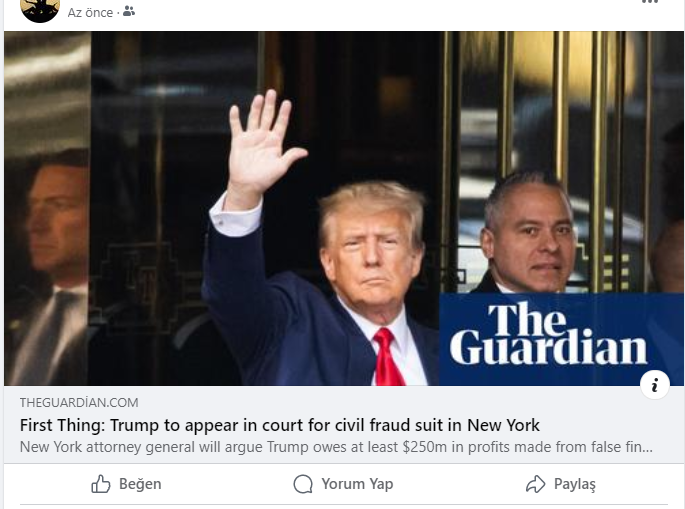 Az önce ·
The
Guardian
THEGUARDİAN.COM
First Thing: Trump to appear in court for civil fraud suit in New York
New York attorney general will argue Trump owes at least $250m in profits made from false fin...
Beğen
Yorum Yap
Paylaş